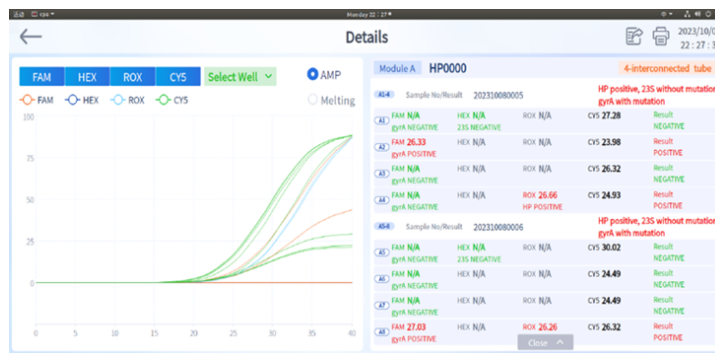 Monday 22 : 27
Details
2023/10/0
22 : 27 : 3
FAM HEX ROX CY5 Select Well AMP
Melting
FAM HEX ROX CY5
100
75
50
25
0
0 5 10 15 20 25 30 35 40
Module A HP0000 4-interconnected tube
A1-4 Sample No/Result 202310080005 HP positive, 23S without mutation
gyrA with mutation
A1 FAM N/A HEX N/A ROX N/A CY5 27.28 Result
gyrA NEGATIVE 23S NEGATIVE NEGATIVE
A2 FAM 26.33 HEX N/A ROX N/A CY5 23.98 Result
gyrA POSITIVE POSITIVE
A3 FAM N/A HEX N/A ROX N/A CY5 26.32 Result
gyrA NEGATIVE NEGATIVE
A4 FAM N/A HEX N/A ROX 26.66 CY5 24.93 Result
gyrA NEGATIVE HP POSITIVE POSITIVE
A5-8 Sample No/Result 202310080006 HP positive, 23S without mutation
gyrA with mutation
A5 FAM N/A HEX N/A ROX N/A CY5 30.02 Result
gyrA NEGATIVE 23S NEGATIVE NEGATIVE
A6 FAM N/A HEX N/A ROX N/A CY5 24.49 Result
gyrA NEGATIVE NEGATIVE
A7 FAM N/A HEX N/A ROX N/A CY5 24.49 Result
gyrA NEGATIVE NEGATIVE
A8 FAM 27.03 HEX N/A ROX 26.26 CY5 26.32 Result
gyrA POSITIVE POSITIVE
Close